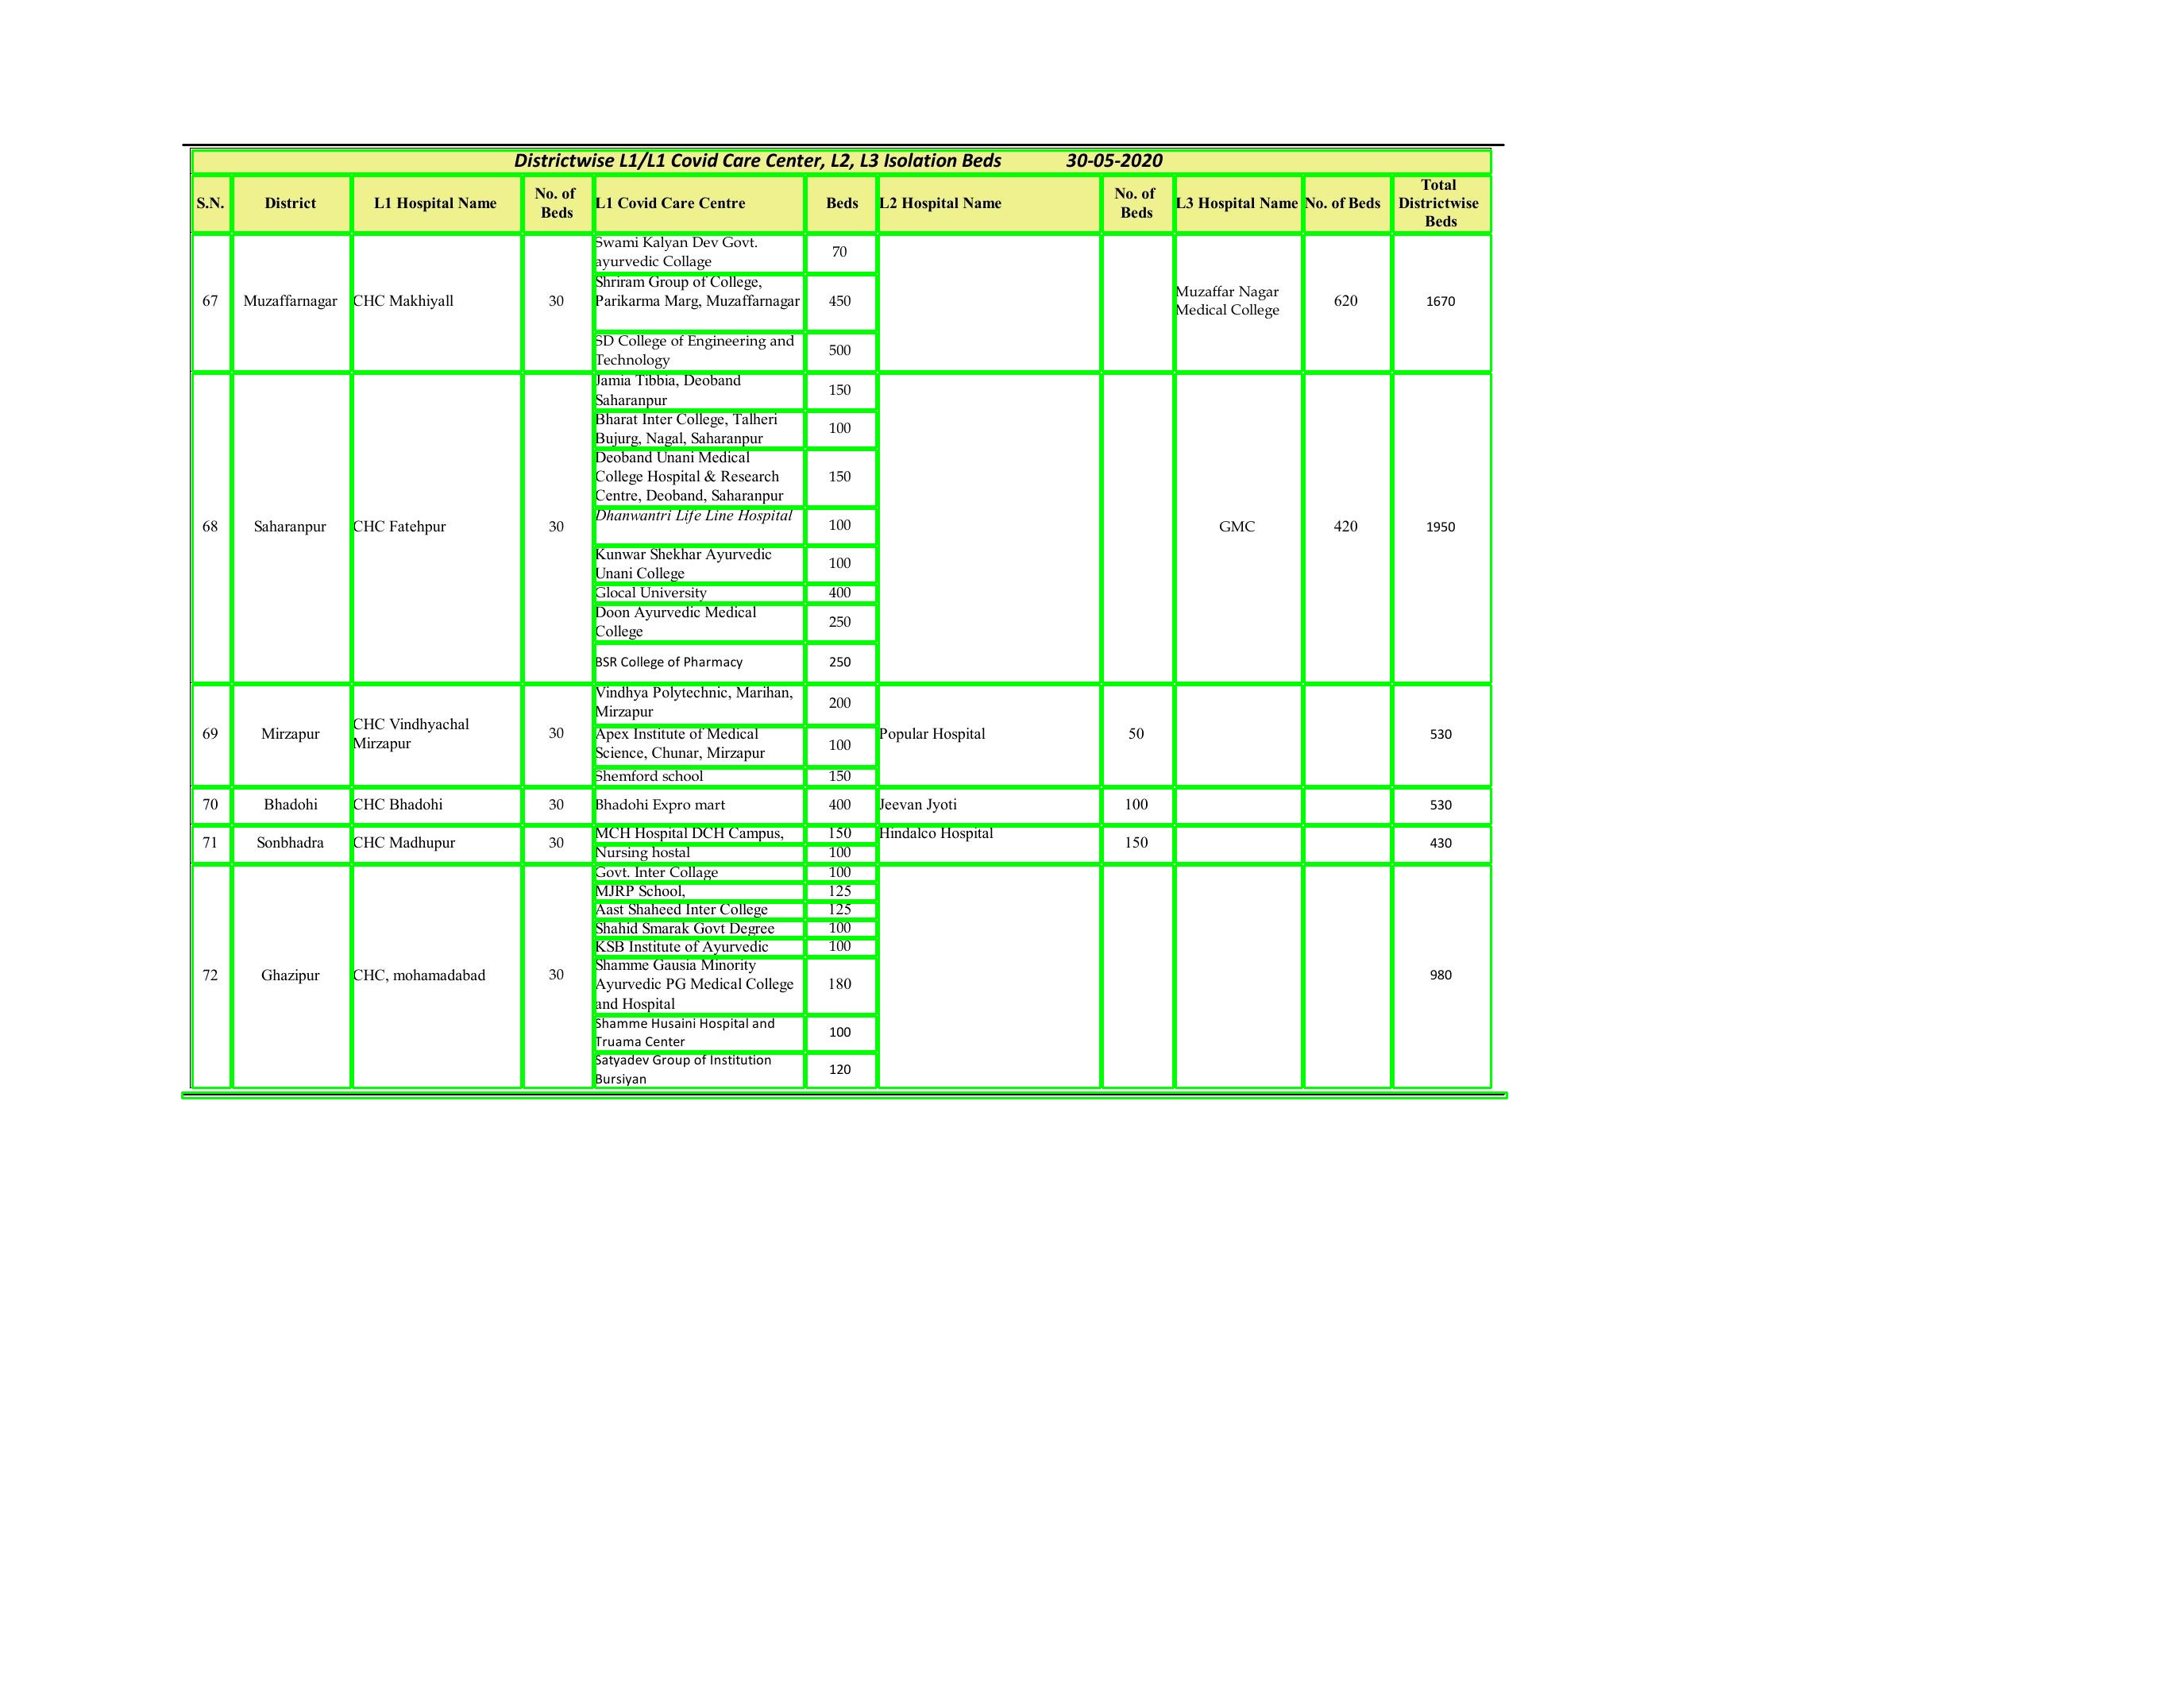 Districtwise L1/L1 Covid Care Center, L2, L3 Isolation Beds 30-05-2020
S.N.
District
L1 Hospital Name
No. of
Beds
L1 Covid Care Centre
Beds
L2 Hospital Name
No. of
Beds
L3 Hospital Name
No. of Beds
Total
Districtwise
Beds
67
Muzaffarnagar
CHC Makhiyall
30
Swami Kalyan Dev Govt.
ayurvedic Collage
70
Shriram Group of College,
Parikarma Marg, Muzaffarnagar
450
SD College of Engineering and
Technology
500
Muzaffar Nagar
Medical College
620
1670
68
Saharanpur
CHC Fatehpur
30
Jamia Tibbia, Deoband
Saharanpur
150
Bharat Inter College, Talheri
Bujurg, Nagal, Saharanpur
100
Deoband Unani Medical
College Hospital & Research
Centre, Deoband, Saharanpur
150
Dhanwantri Life Line Hospital
100
Kunwar Shekhar Ayurvedic
Unani College
100
Glocal University
400
Doon Ayurvedic Medical
College
250
BSR College of Pharmacy
250
GMC
420
1950
69
Mirzapur
CHC Vindhyachal
Mirzapur
30
Vindhya Polytechnic, Marihan,
Mirzapur
200
Apex Institute of Medical
Science, Chunar, Mirzapur
100
Shemford school
150
Popular Hospital
50
530
70
Bhadohi
CHC Bhadohi
30
Bhadohi Expro mart
400
Jeevan Jyoti
100
530
71
Sonbhadra
CHC Madhupur
30
MCH Hospital DCH Campus,
150
Nursing hostal
100
Hindalco Hospital
150
430
72
Ghazipur
CHC, mohamadabad
30
Govt. Inter Collage
100
MJRP School,
125
Aast Shaheed Inter College
125
Shahid Smarak Govt Degree
100
KSB Institute of Ayurvedic
100
Shamme Gausia Minority
Ayurvedic PG Medical College
and Hospital
180
Shamme Husaini Hospital and
Truama Center
100
Satyadev Group of Institution
Bursiyan
120
980